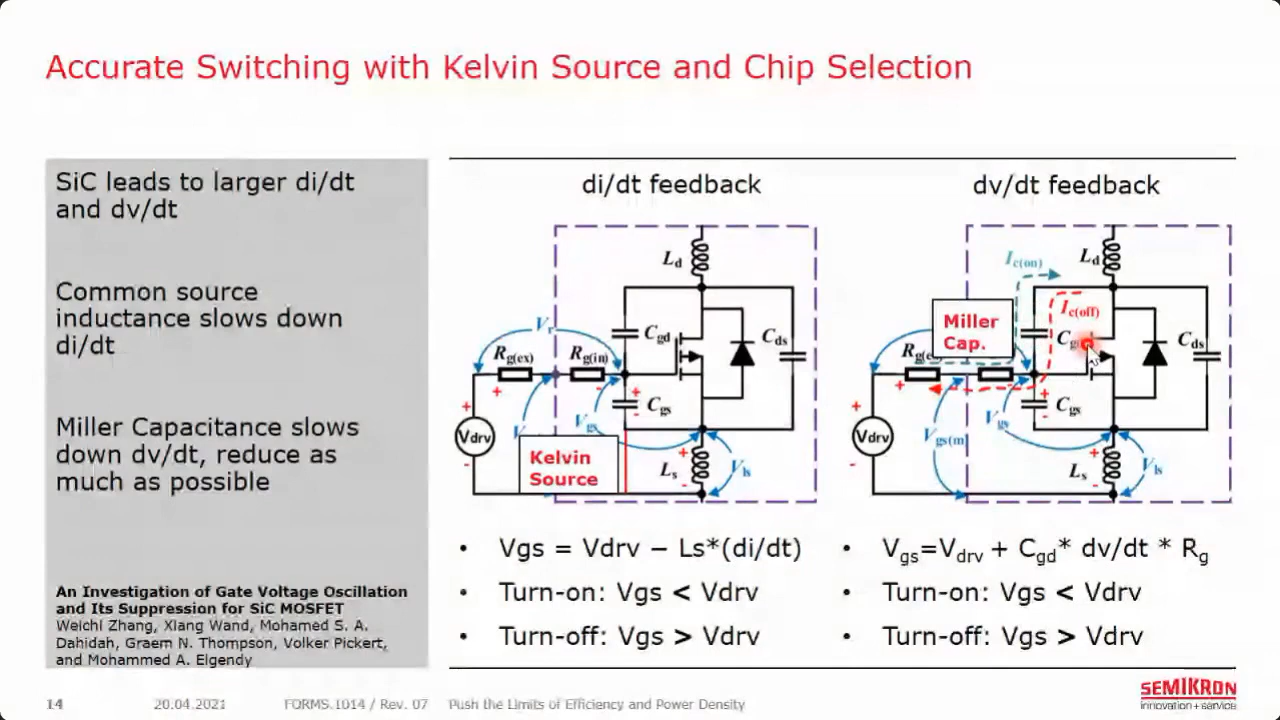 Accurate Switching with Kelvin Source and Chip Selection
SiC leads to larger di/dt
and dv/dt
Common source
inductance slows down
di/dt
Miller Capacitance slows
down dv/dt, reduce as
much as possible
An Investigation of Gate Voltage Oscillation
and Its Suppression for SiC MOSFET
Weichi Zhang, Xiang Wand, Mohamed S. A.
Dahidah, Graem N. Thompson, Volker Pickert,
and Mohammed A. Elgendy
di/dt feedback
Ld
Vr
Cgd
Cds
Rg(ex)
Rg(in)
+
-
+
Cgs
-
Vgs
+
Vdrv
-
Kelvin
Source
Ls
+
-
Vls
• Vgs = Vdrv – Ls*(di/dt)
• Turn-on: Vgs < Vdrv
• Turn-off: Vgs > Vdrv
dv/dt feedback
Ic(on)
Ld
Ic(off)
Miller
Cap.
Cds
+
-
+
Cgs
-
Vgs
+
Vdrv
-
Vgs(m)
Ls
+
-
Vls
• Vgs=Vdrv + Cgd* dv/dt * Rg
• Turn-on: Vgs < Vdrv
• Turn-off: Vgs > Vdrv
14
20.04.2021
FORMS.1014 / Rev. 07
Push the Limits of Efficiency and Power Density
SEMIKRON
innovation + service